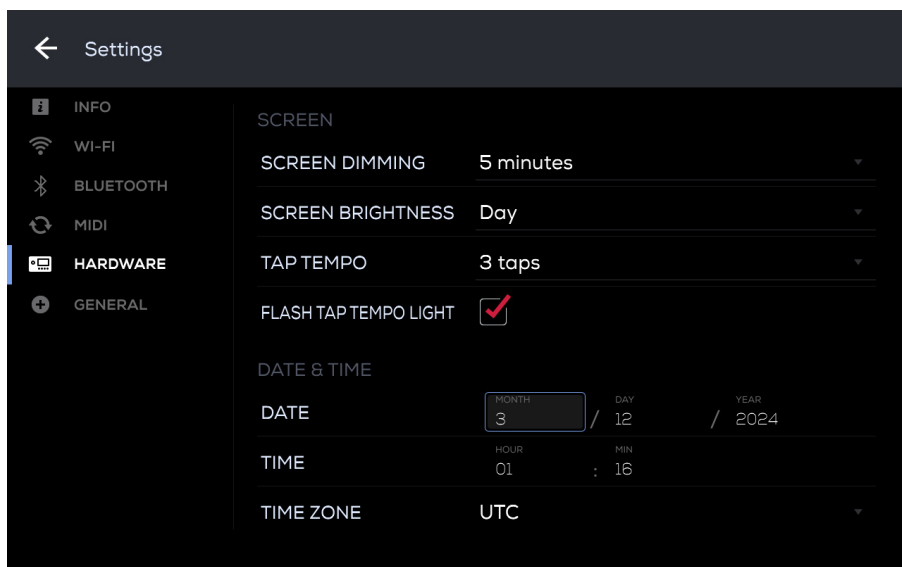 Settings
INFO
WI-FI
BLUETOOTH
MIDI
HARDWARE
GENERAL
SCREEN
SCREEN DIMMING 5 minutes
SCREEN BRIGHTNESS Day
TAP TEMPO 3 taps
FLASH TAP TEMPO LIGHT
DATE & TIME
MONTH DAY YEAR
DATE 3 / 12 / 2024
HOUR MIN
TIME 01 : 16
TIME ZONE UTC